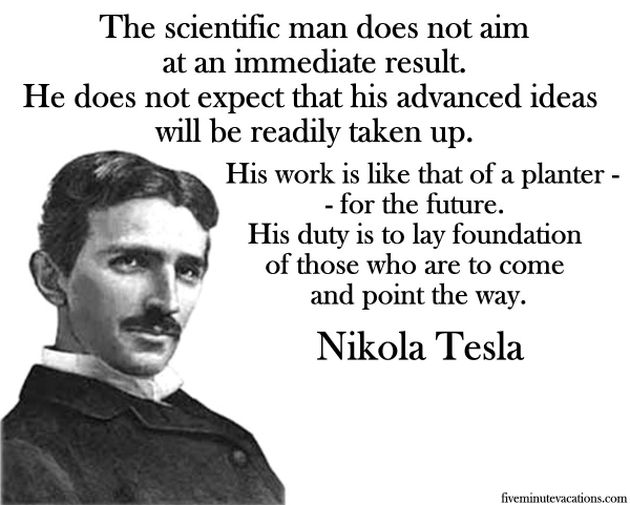 The scientific man does not aim
at an immediate result.
He does not expect that his advanced ideas
will be readily taken up.
His work is like that of a planter -
- for the future.
His duty is to lay foundation
of those who are to come
and point the way.
Nikola Tesla
fiveminutevacations.com